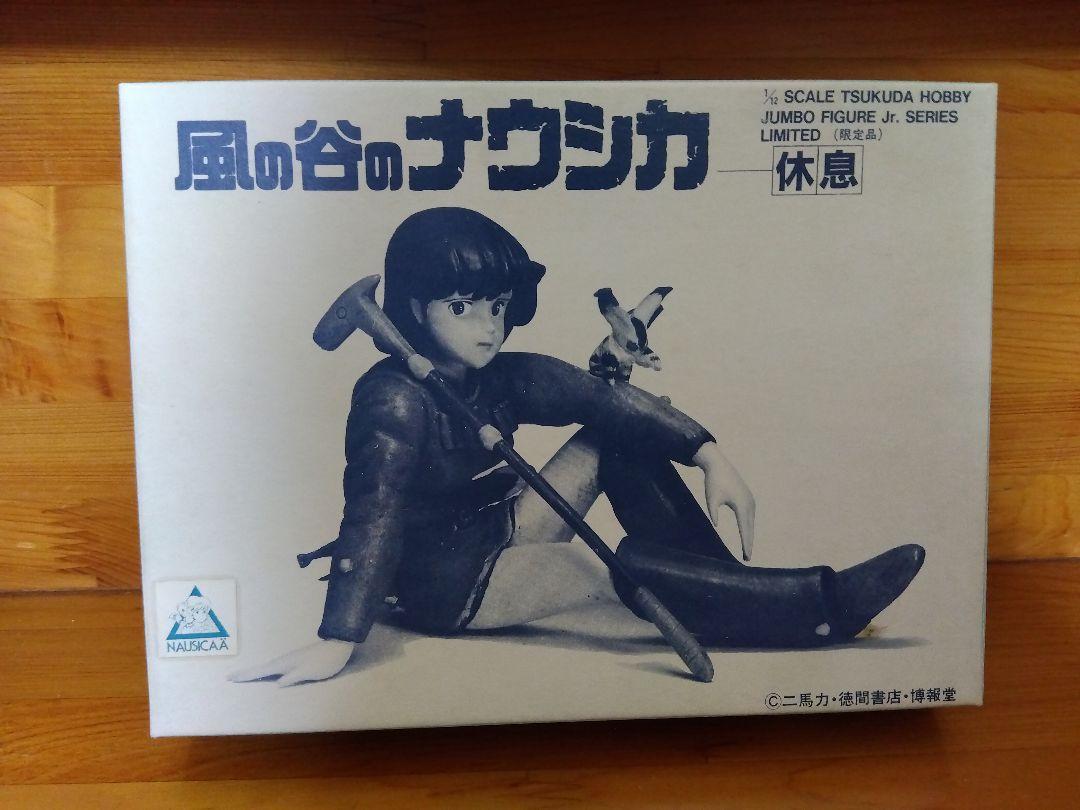 風の谷のナウシカ
1/12 SCALE TSUKUDA HOBBY
JUMBO FIGURE Jr. SERIES
LIMITED (限定品)
休息
NAUSICAÄ
©二馬力・徳間書店・博報堂